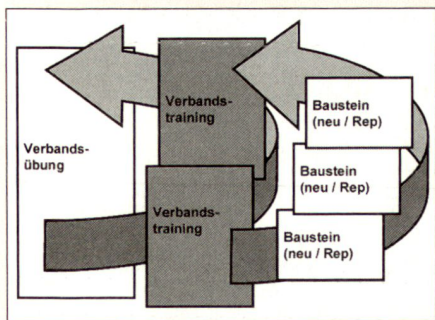 Verbands-
übung
Verbands-
training
Verbands-
training
Baustein
(neu / Rep)
Baustein
(neu / Rep)
Baustein
(neu / Rep)